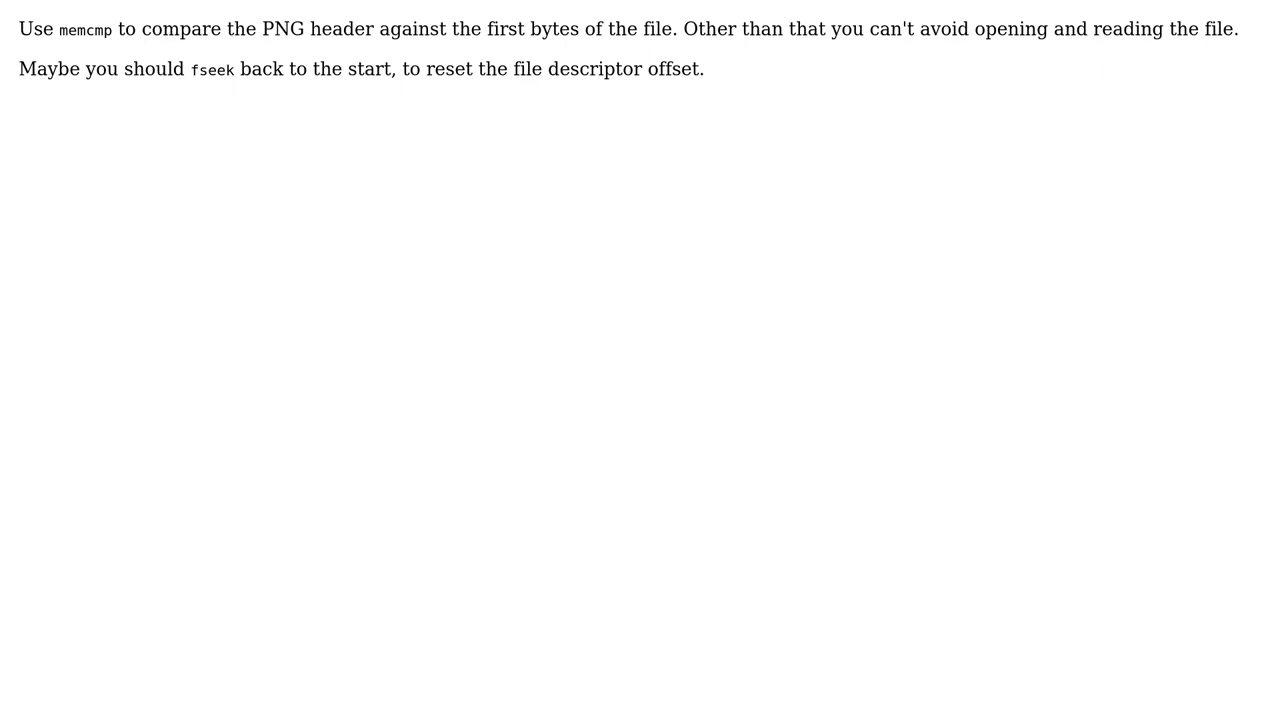 Use memcmp to compare the PNG header against the first bytes of the file. Other than that you can't avoid opening and reading the file.
Maybe you should fseek back to the start, to reset the file descriptor offset.